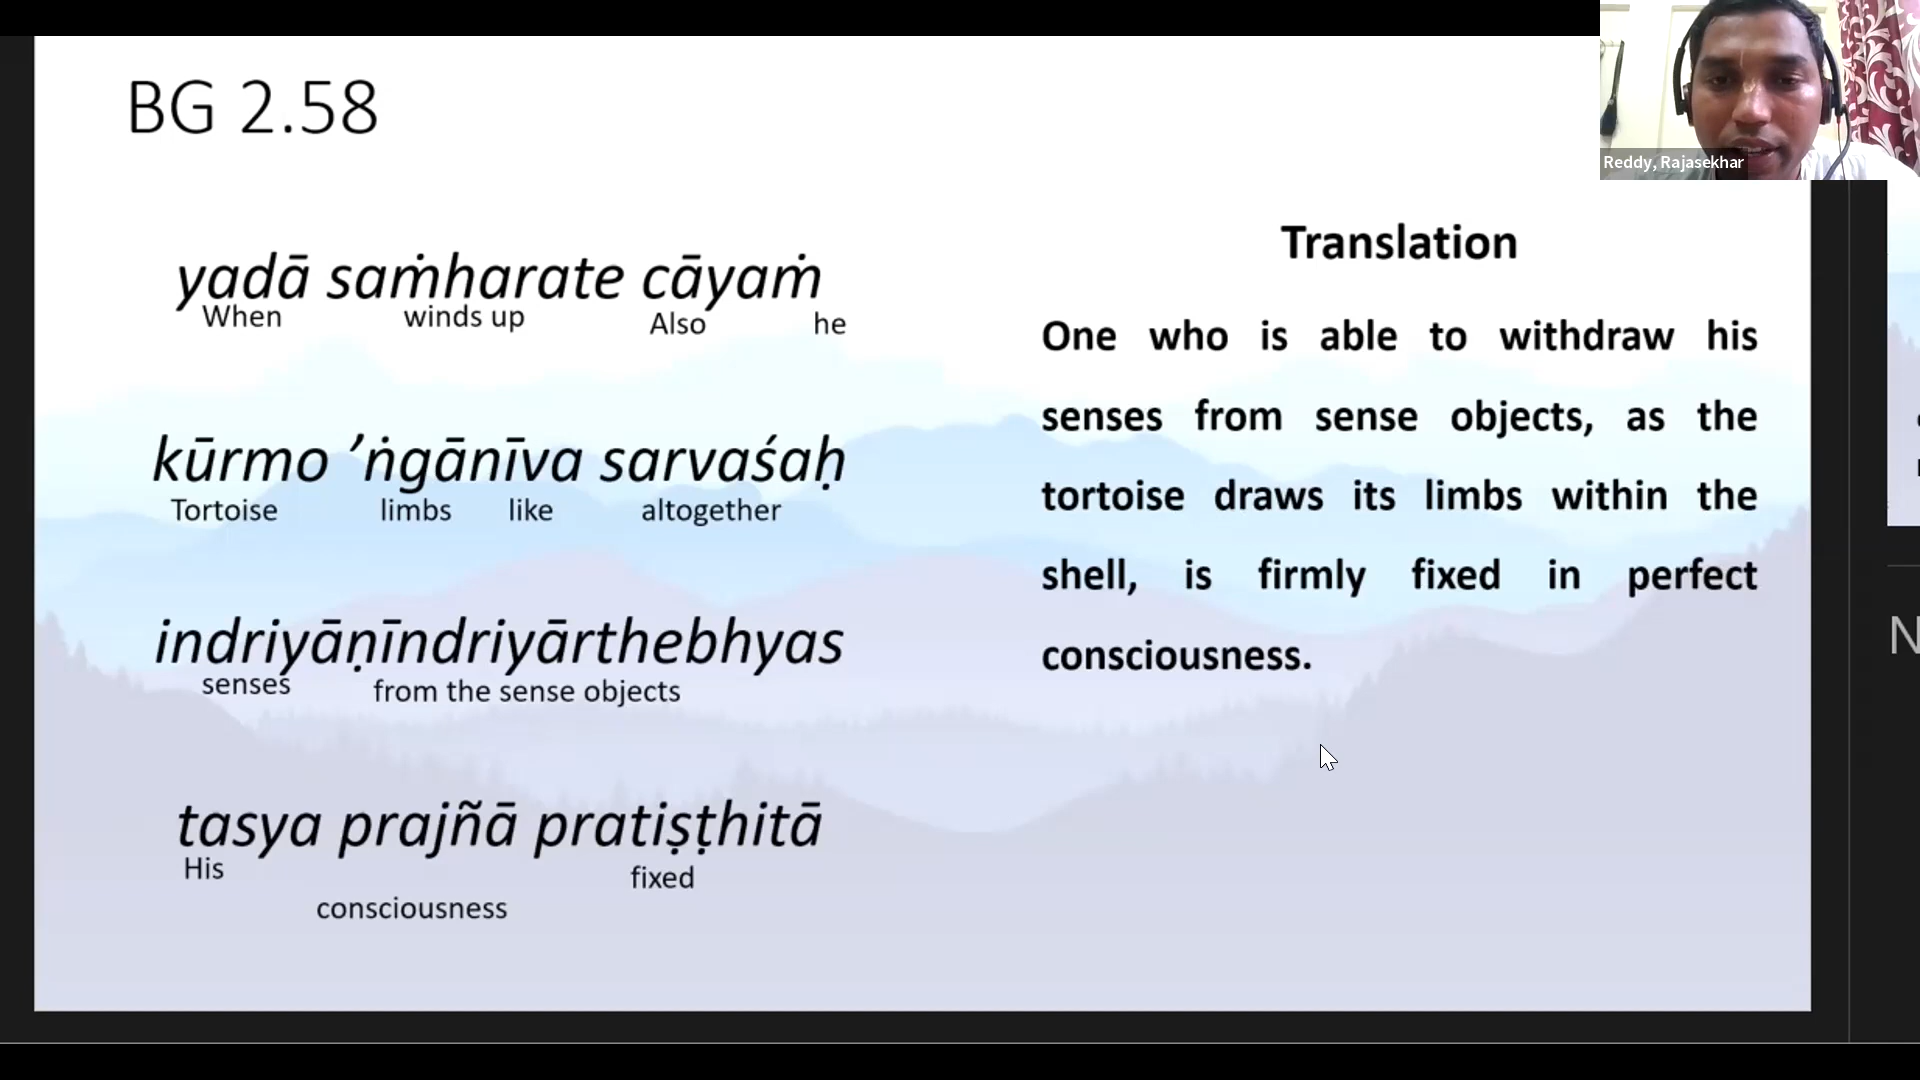 BG 2.58
yadā saṁharate cāyaṁ
When winds up Also he
kūrmo ’ṅgānīva sarvaśaḥ
Tortoise limbs like altogether
indriyāṇīndriyārthebhyas
senses from the sense objects
tasya prajñā pratiṣṭhitā
His fixed
consciousness
Translation
One who is able to withdraw his
senses from sense objects, as the
tortoise draws its limbs within the
shell, is firmly fixed in perfect
consciousness.
Reddy, Rajasekhar